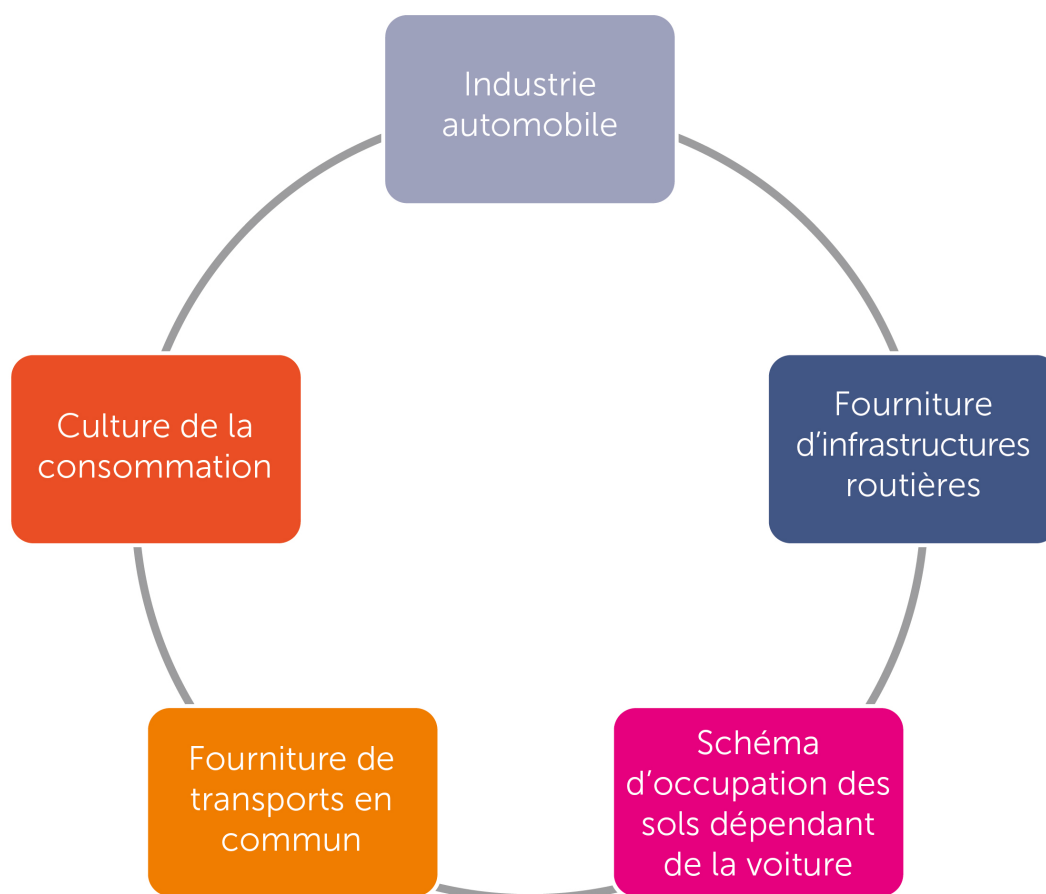 Industrie
automobile
Fourniture
d’infrastructures
routières
Schéma
d’occupation des
sols dépendant
de la voiture
Fourniture de
transports en
commun
Culture de la
consommation